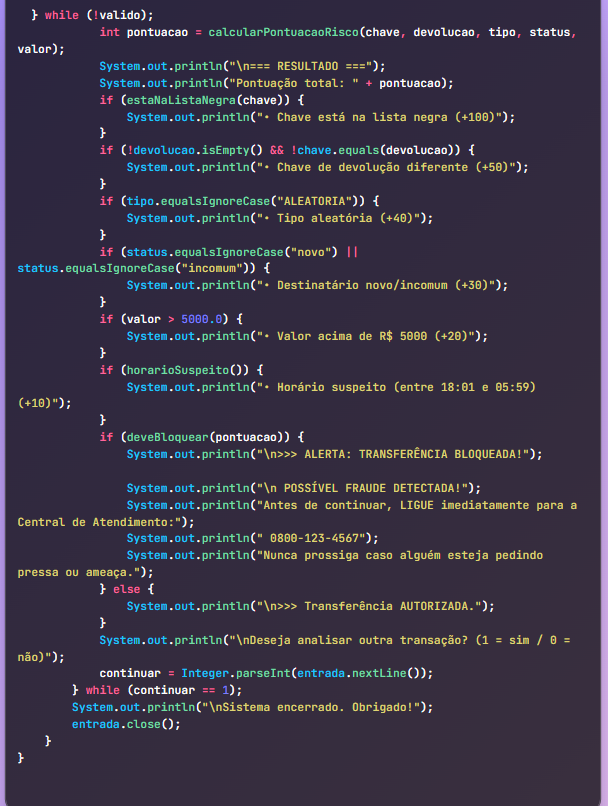 } while (!valido);
int pontuacao = calcularPontuacaoRisco(chave, devolucao, tipo, status,
valor);
System.out.println("\n=== RESULTADO ===");
System.out.println("Pontuação total: " + pontuacao);
if (estaNaListaNegra(chave)) {
System.out.println("• Chave está na lista negra (+100)");
}
if (!devolucao.isEmpty() && !chave.equals(devolucao)) {
System.out.println("• Chave de devolução diferente (+50)");
}
if (tipo.equalsIgnoreCase("ALEATORIA")) {
System.out.println("• Tipo aleatória (+40)");
}
if (status.equalsIgnoreCase("novo") ||
status.equalsIgnoreCase("incomum")) {
System.out.println("• Destinatário novo/incomum (+30)");
}
if (valor > 5000.0) {
System.out.println("• Valor acima de R$ 5000 (+20)");
}
if (horarioSuspeito()) {
System.out.println("• Horário suspeito (entre 18:01 e 05:59)
(+10)");
}
if (deveBloquear(pontuacao)) {
System.out.println("\n>>> ALERTA: TRANSFERÊNCIA BLOQUEADA!");
System.out.println("\n POSSÍVEL FRAUDE DETECTADA!");
System.out.println("Antes de continuar, LIGUE imediatamente para a
Central de Atendimento:");
System.out.println(" 0800-123-4567");
System.out.println("Nunca prossiga caso alguém esteja pedindo
pressa ou ameaça.");
} else {
System.out.println("\n>>> Transferência AUTORIZADA.");
}
System.out.println("\nDeseja analisar outra transação? (1 = sim / 0 =
não)");
continuar = Integer.parseInt(entrada.nextLine());
} while (continuar == 1);
System.out.println("\nSistema encerrado. Obrigado!");
entrada.close();
}
}